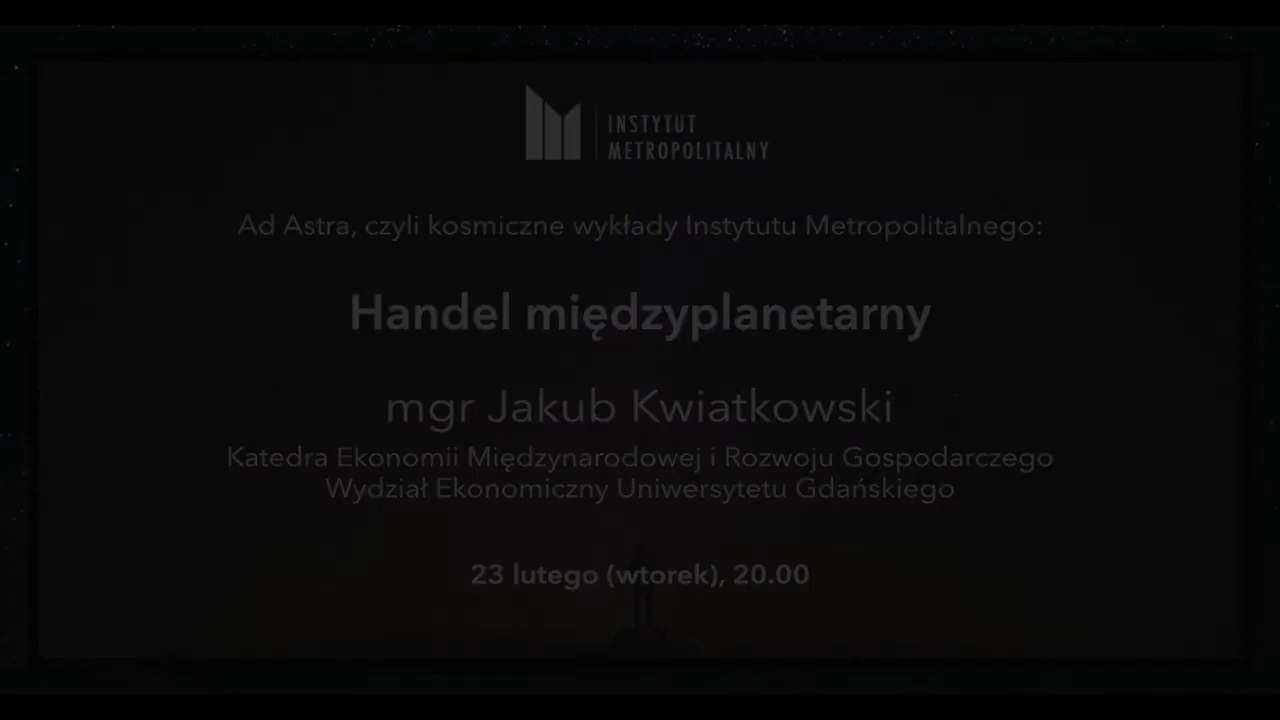 INSTYTUT
METROPOLITALNY
Ad Astra, czyli kosmiczne wykłady Instytutu Metropolitalnego:
Handel międzyplanetarny
mgr Jakub Kwiatkowski
Katedra Ekonomii Międzynarodowej i Rozwoju Gospodarczego
Wydział Ekonomiczny Uniwersytetu Gdańskiego
23 lutego (wtorek), 20.00